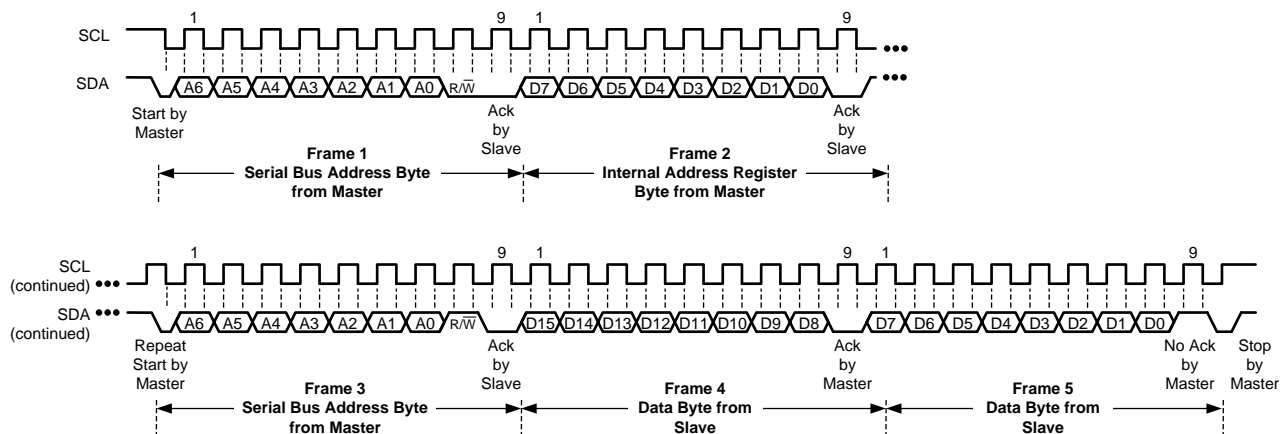 1 9 1 9
SCL
SDA
A6 A5 A4 A3 A2 A1 A0 R/W̅ D7 D6 D5 D4 D3 D2 D1 D0
Start by
Master
Ack
by
Slave
Ack
by
Slave
Frame 1
Serial Bus Address Byte
from Master
Frame 2
Internal Address Register
Byte from Master
1 9 1 9 1 9
SCL
(continued)
SDA
(continued)
A6 A5 A4 A3 A2 A1 A0 R/W̅ D15 D14 D13 D12 D11 D10 D9 D8 D7 D6 D5 D4 D3 D2 D1 D0
Repeat
Start by
Master
Ack
by
Slave
Ack
by
Master
No Ack
by
Master
Stop
by
Master
Frame 3
Serial Bus Address Byte
from Master
Frame 4
Data Byte from
Slave
Frame 5
Data Byte from
Slave